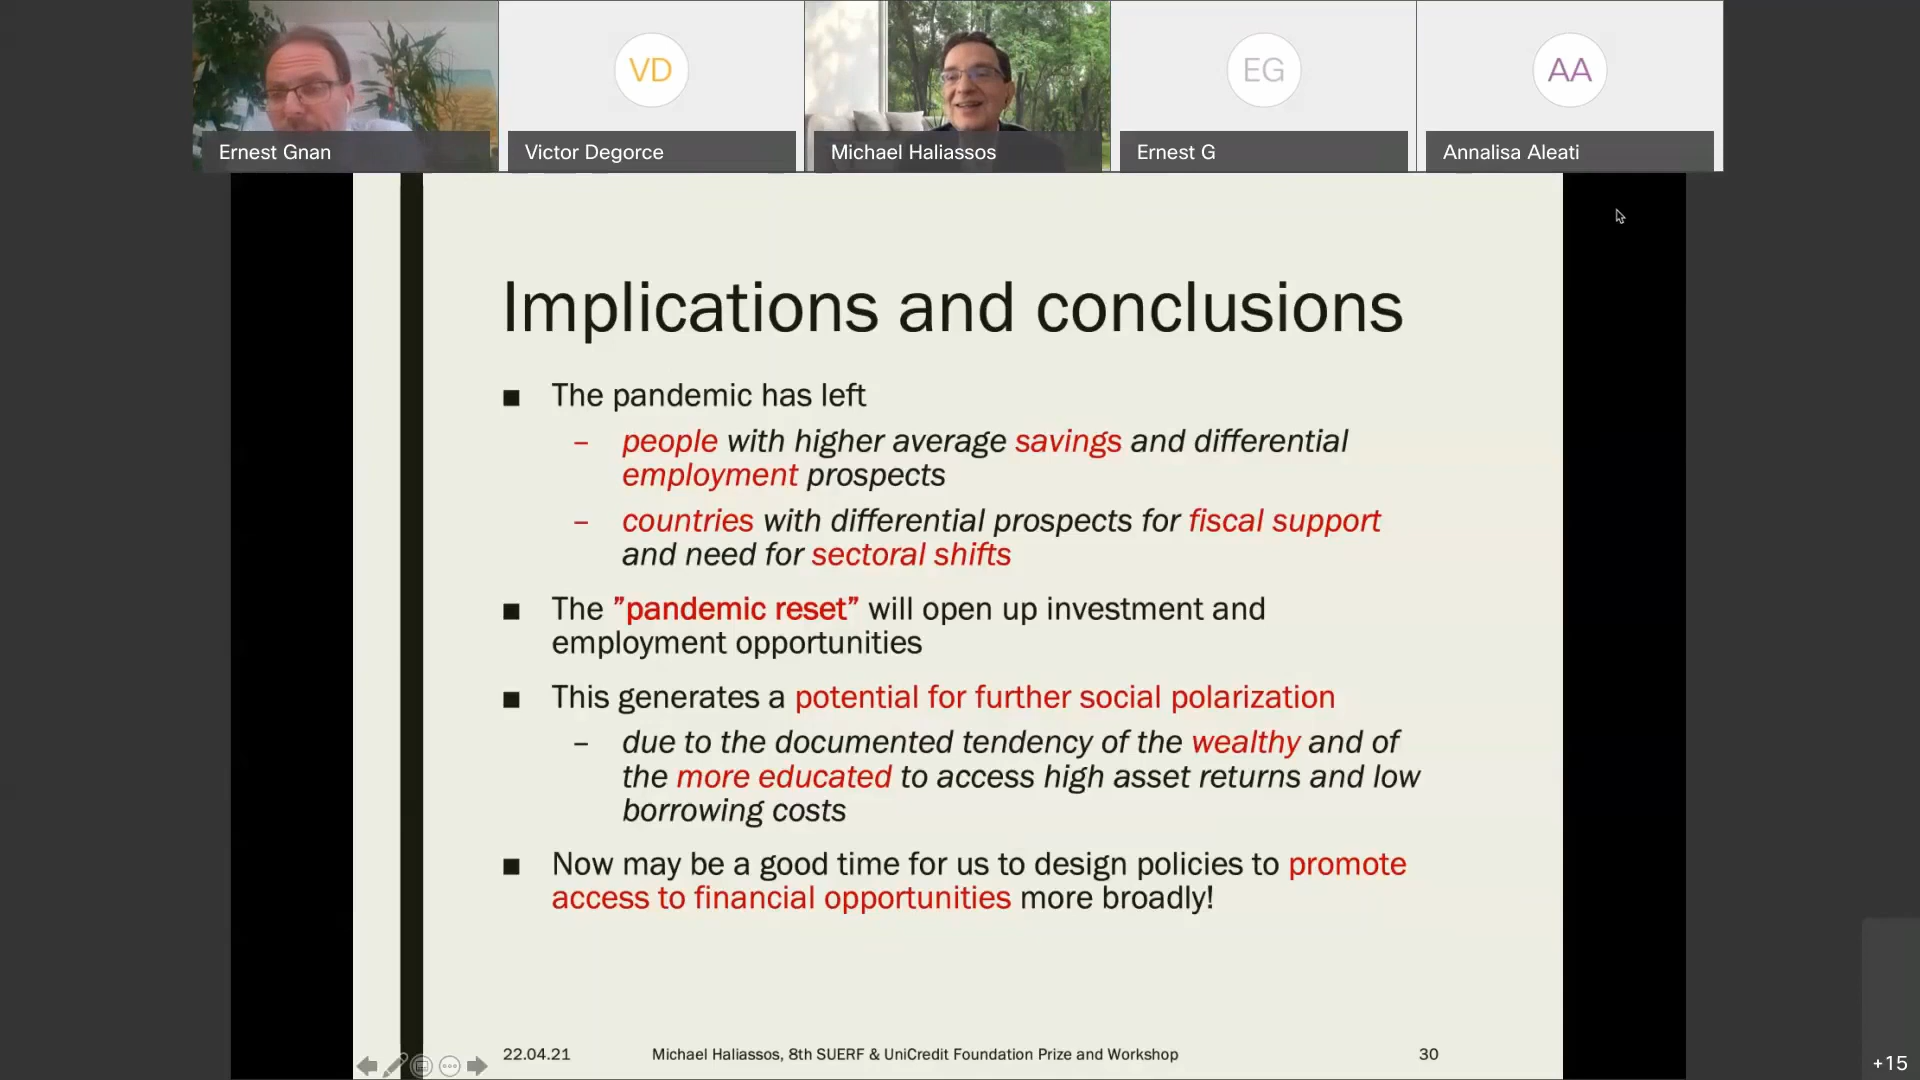 VD
EG
AA
Ernest Gnan
Victor Degorce
Michael Haliassos
Ernest G
Annalisa Aleati
Implications and conclusions
■ The pandemic has left
– people with higher average savings and differential
employment prospects
– countries with differential prospects for fiscal support
and need for sectoral shifts
■ The ”pandemic reset” will open up investment and
employment opportunities
■ This generates a potential for further social polarization
– due to the documented tendency of the wealthy and of
the more educated to access high asset returns and low
borrowing costs
■ Now may be a good time for us to design policies to promote
access to financial opportunities more broadly!
22.04.21
Michael Haliassos, 8th SUERF & UniCredit Foundation Prize and Workshop
30
+15